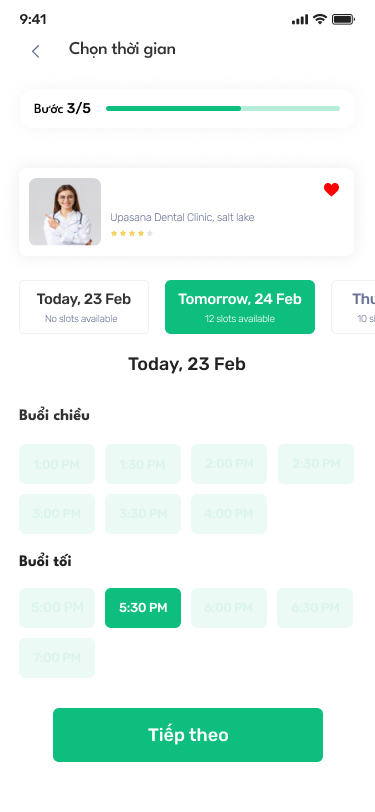 9:41
Chọn thời gian
Bước 3/5
Upasana Dental Clinic, salt lake
Today, 23 Feb
No slots available
Tomorrow, 24 Feb
12 slots available
Thu
10 sl
Today, 23 Feb
Buổi chiều
1:00 PM 1:30 PM 2:00 PM 2:30 PM
3:00 PM 3:30 PM 4:00 PM
Buổi tối
5:00 PM 5:30 PM 6:00 PM 6:30 PM
7:00 PM
Tiếp theo